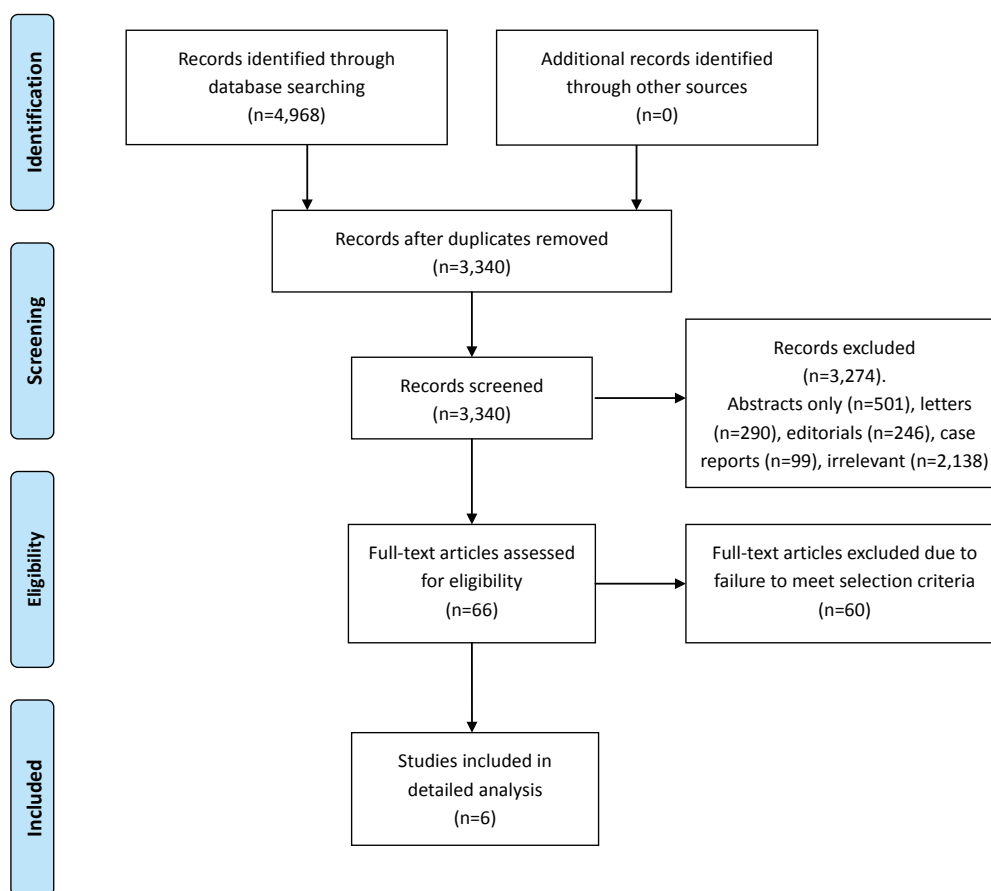 Identification
Records identified through
database searching
(n=4,968)
Additional records identified
through other sources
(n=0)
Records after duplicates removed
(n=3,340)
Screening
Records screened
(n=3,340)
Records excluded
(n=3,274).
Abstracts only (n=501), letters
(n=290), editorials (n=246), case
reports (n=99), irrelevant (n=2,138)
Eligibility
Full-text articles assessed
for eligibility
(n=66)
Full-text articles excluded due to
failure to meet selection criteria
(n=60)
Included
Studies included in
detailed analysis
(n=6)